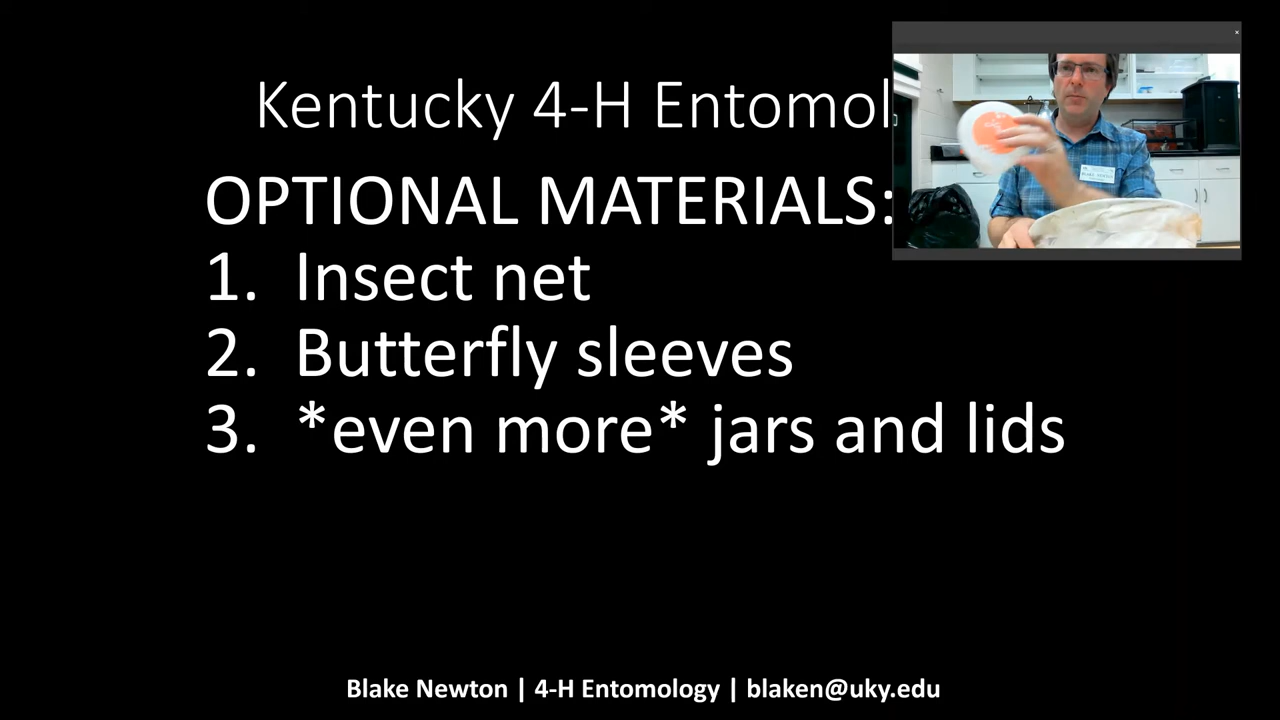 Kentucky 4-H Entomol
OPTIONAL MATERIALS:
1. Insect net
2. Butterfly sleeves
3. *even more* jars and lids
Blake Newton | 4-H Entomology | blaken@uky.edu